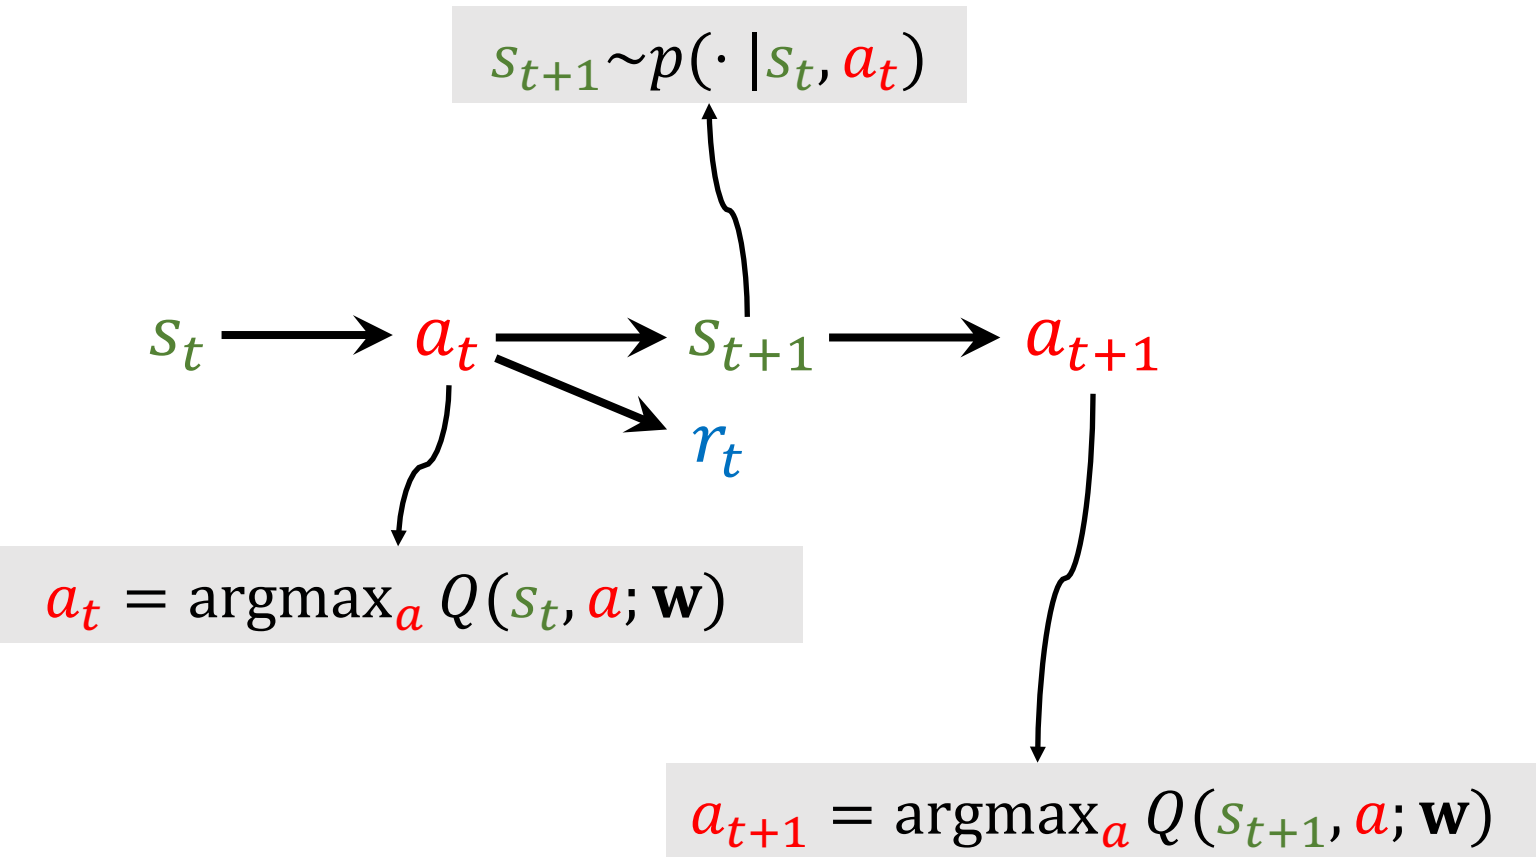 s_{t+1}~p(· |s_t, a_t)
s_t a_t s_{t+1} a_{t+1}
r_t
a_t = argmax_a Q(s_t, a; w)
a_{t+1} = argmax_a Q(s_{t+1}, a; w)